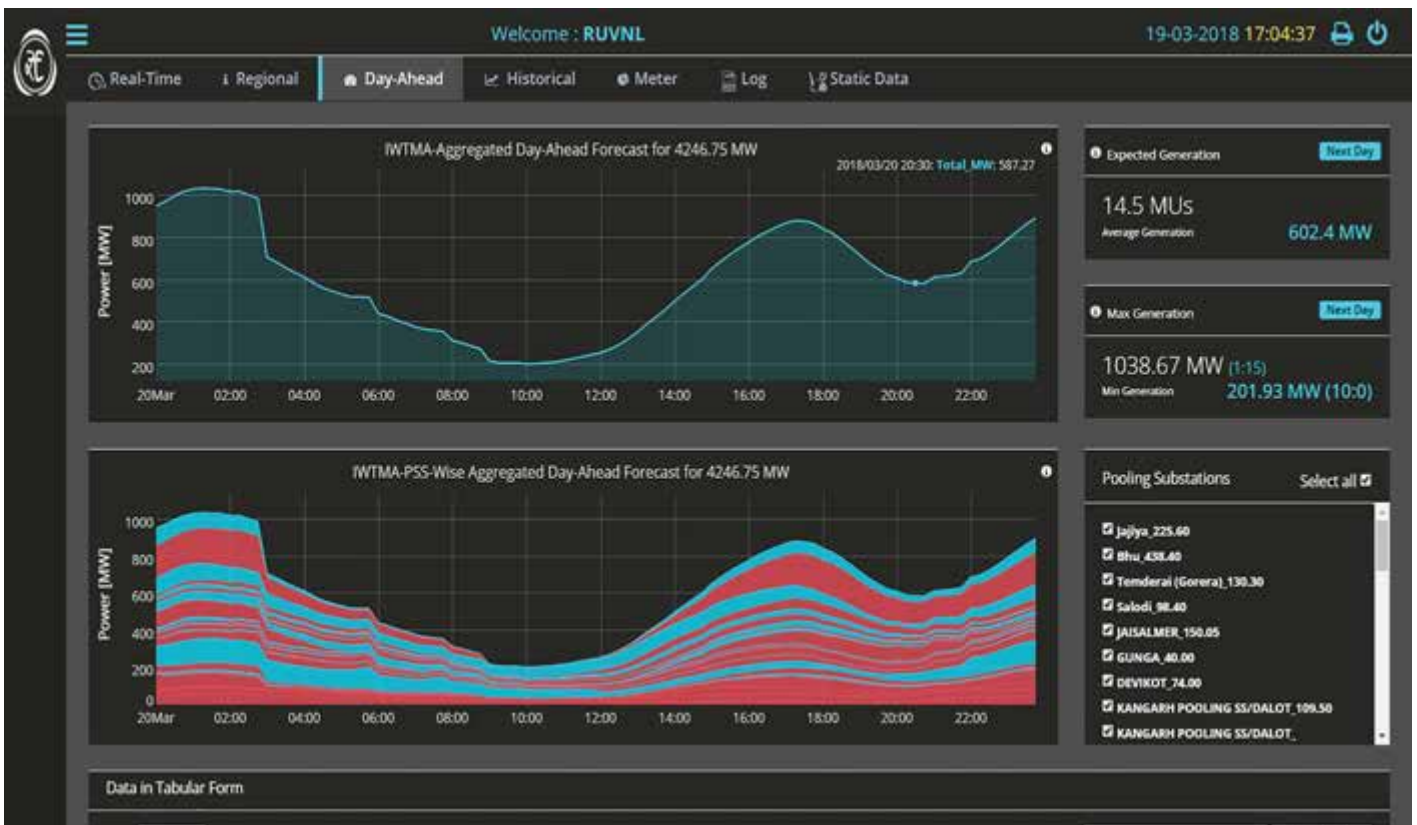 Welcome : RUVNL
19-03-2018 17:04:37
Real-Time
Regional
Day-Ahead
Historical
Meter
Log
Static Data
IWTMA-Aggregated Day-Ahead Forecast for 4246.75 MW
2018/03/20 20:30: Total_MW: 587.27
Power [MW]
1000
800
600
400
200
20Mar 02:00 04:00 06:00 08:00 10:00 12:00 14:00 16:00 18:00 20:00 22:00
Expected Generation
Next Day
14.5 MUs
Average Generation
602.4 MW
Max Generation
Next Day
1038.67 MW (1:15)
Min Generation
201.93 MW (10:0)
IWTMA-PSS-Wise Aggregated Day-Ahead Forecast for 4246.75 MW
Power [MW]
1000
800
600
400
200
0
20Mar 02:00 04:00 06:00 08:00 10:00 12:00 14:00 16:00 18:00 20:00 22:00
Pooling Substations
Select all
Jajiya_225.60
Bhu_438.40
Temderai (Gorera)_130.30
Salodi_98.40
JAISALMER_150.05
GUNGA_40.00
DEVIKOT_74.00
KANGARH POOLING SS/DALOT_109.50
KANGARH POOLING SS/DALOT_
Data in Tabular Form